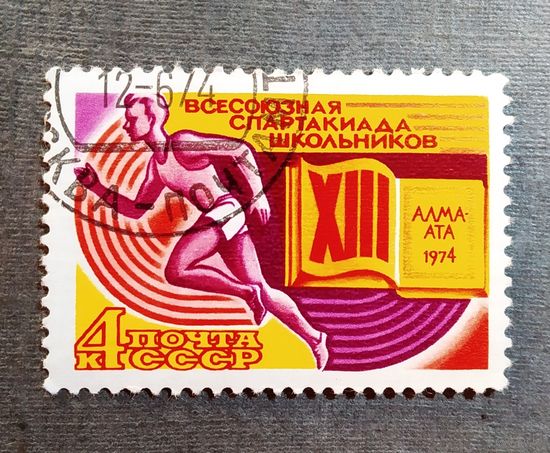 12-6-74
ВСЕСОЮЗНАЯ
СПАРТАКИАДА
ШКОЛЬНИКОВ
XIII
АЛМА-
АТА
1974
4 ПОЧТА
К СССР